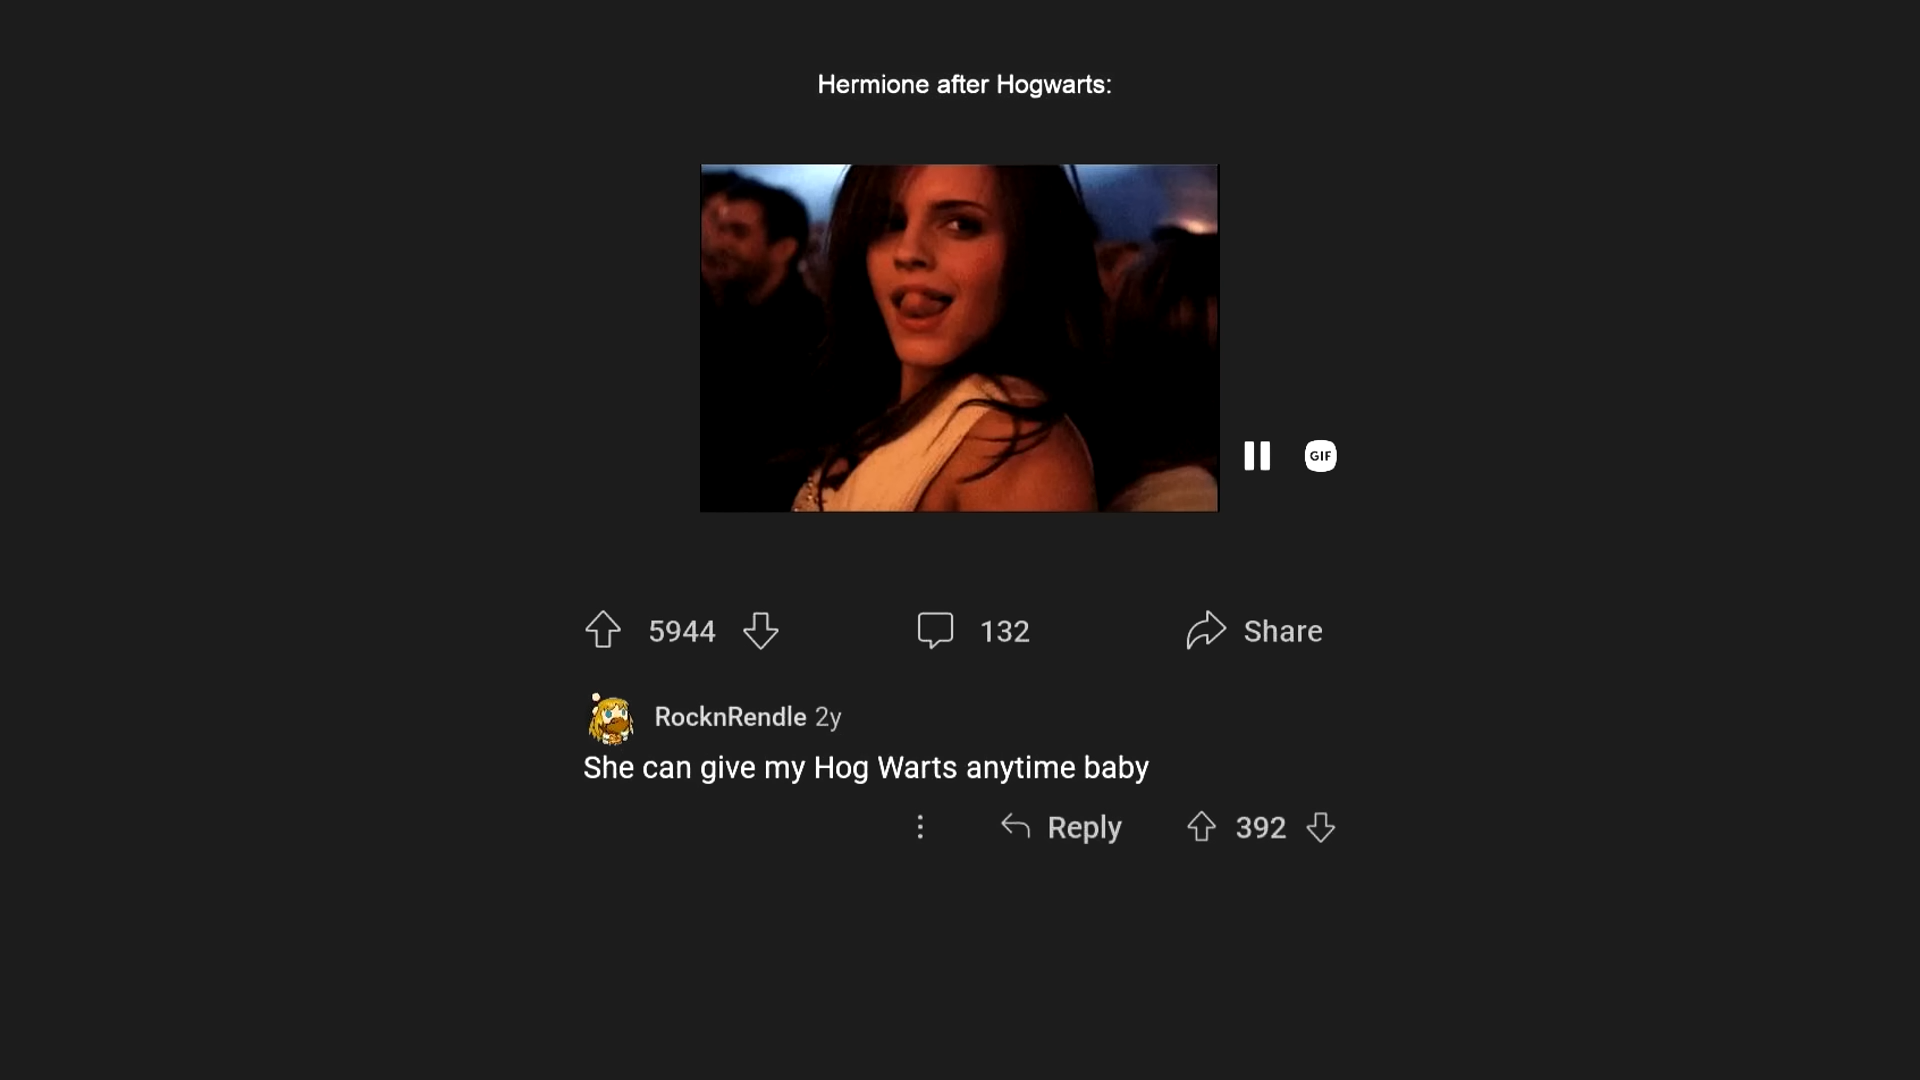 Hermione after Hogwarts:
GIF
5944
132
Share
RocknRendle 2y
She can give my Hog Warts anytime baby
Reply
392